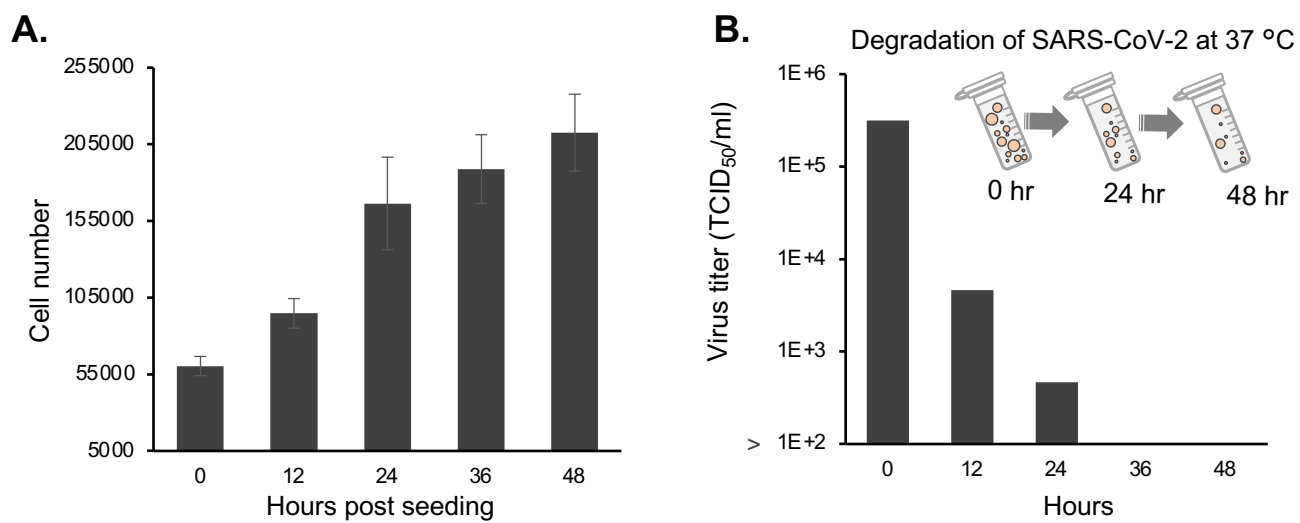 A.
255000
205000
155000
105000
55000
5000
Cell number
0 12 24 36 48
Hours post seeding
B.
Degradation of SARS-CoV-2 at 37 °C
1E+6
1E+5
1E+4
1E+3
> 1E+2
Virus titer (TCID50/ml)
0 hr 24 hr 48 hr
0 12 24 36 48
Hours